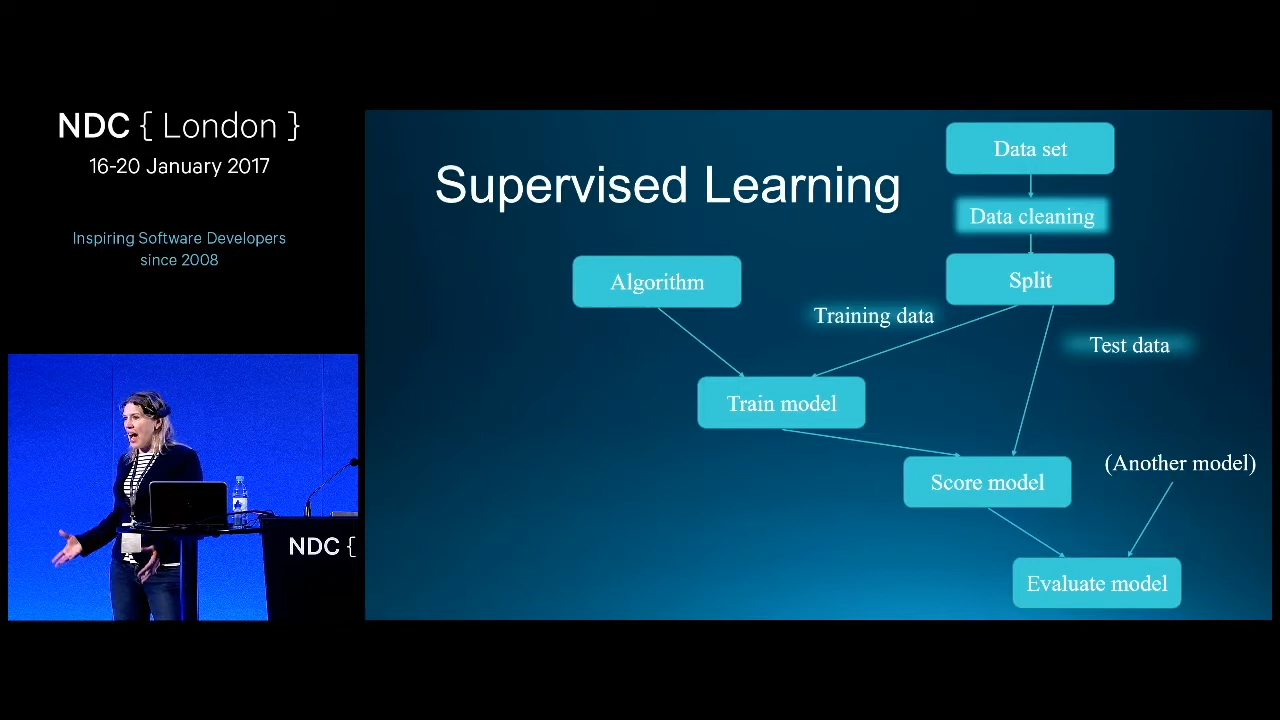 NDC { London }
16-20 January 2017
Inspiring Software Developers
since 2008
NDC {
Supervised Learning
Data set
Data cleaning
Split
Algorithm
Training data
Test data
Train model
Score model
(Another model)
Evaluate model